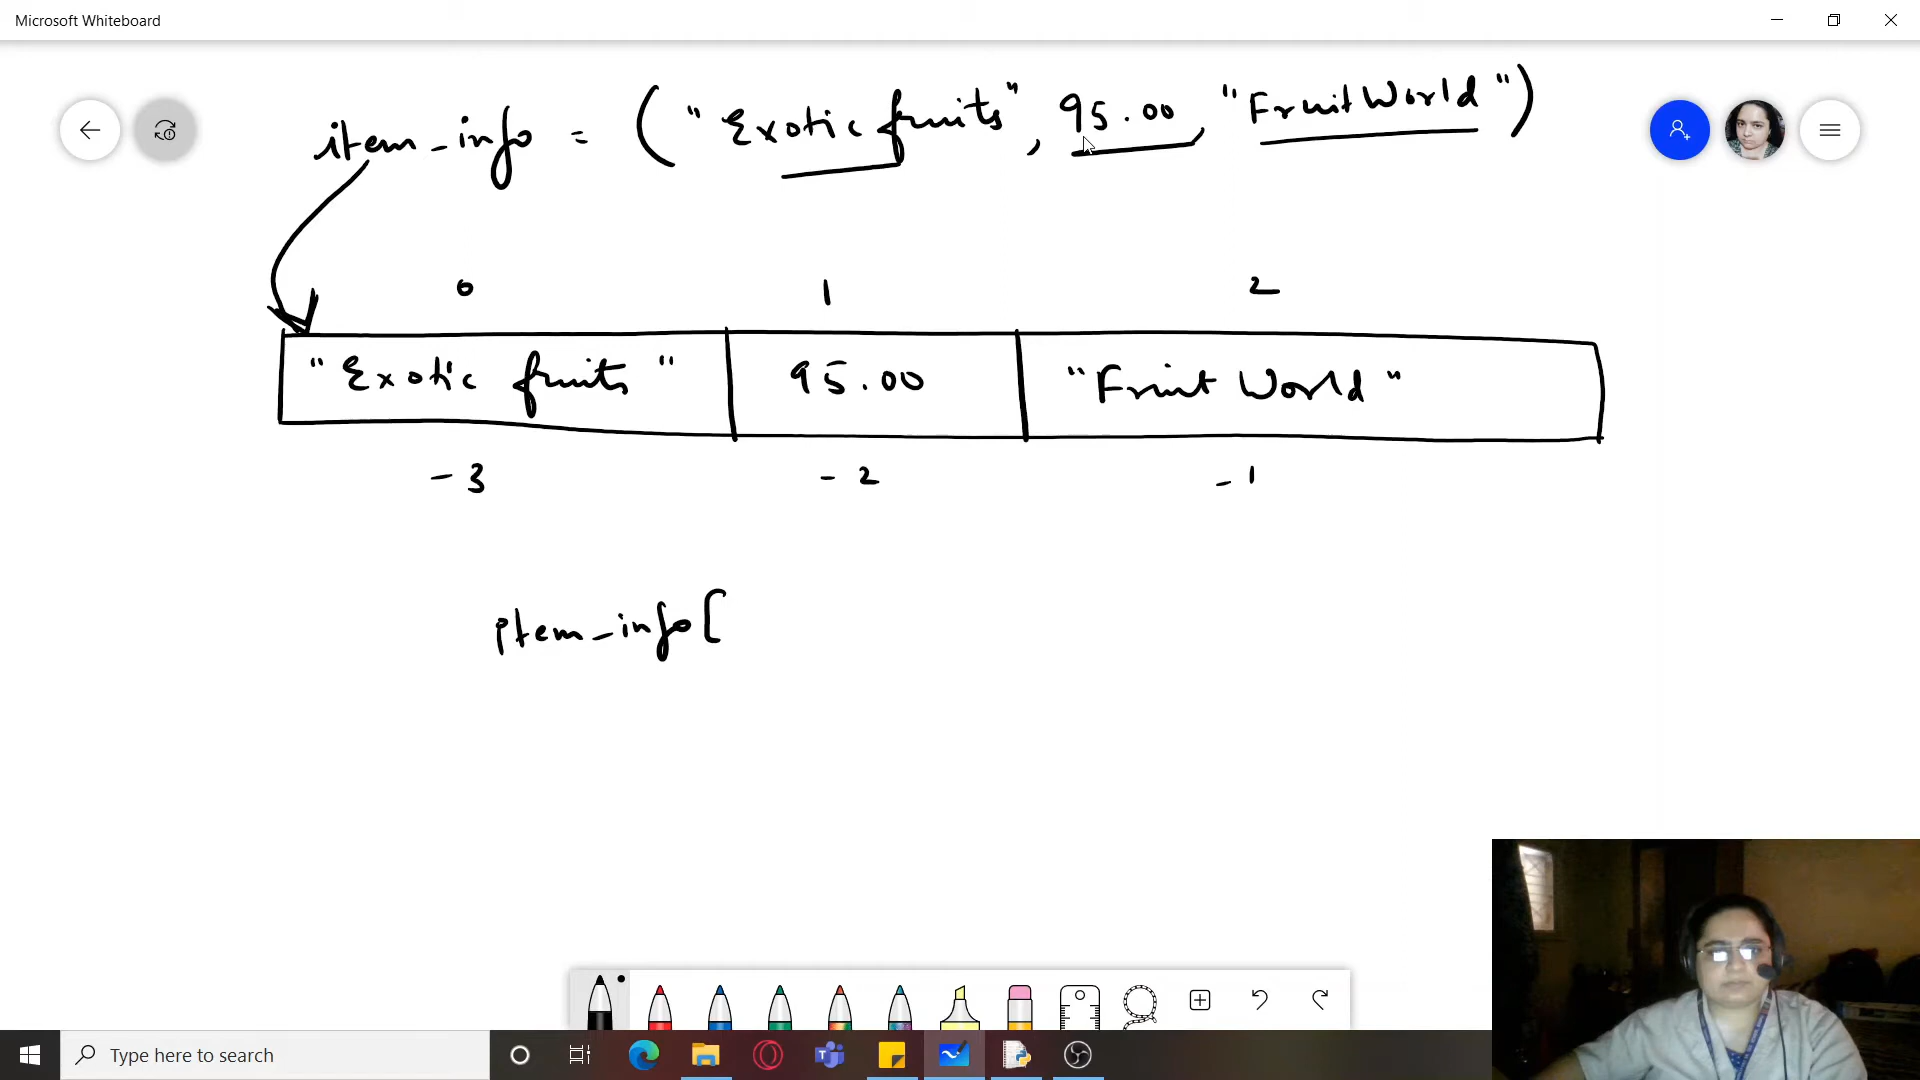 Microsoft Whiteboard
item_info = ("Exotic fruits", 95.00, "FruitWorld")
0 1 2
"Exotic fruits" 95.00 "Fruit World"
-3 -2 -1
item_info[
Type here to search